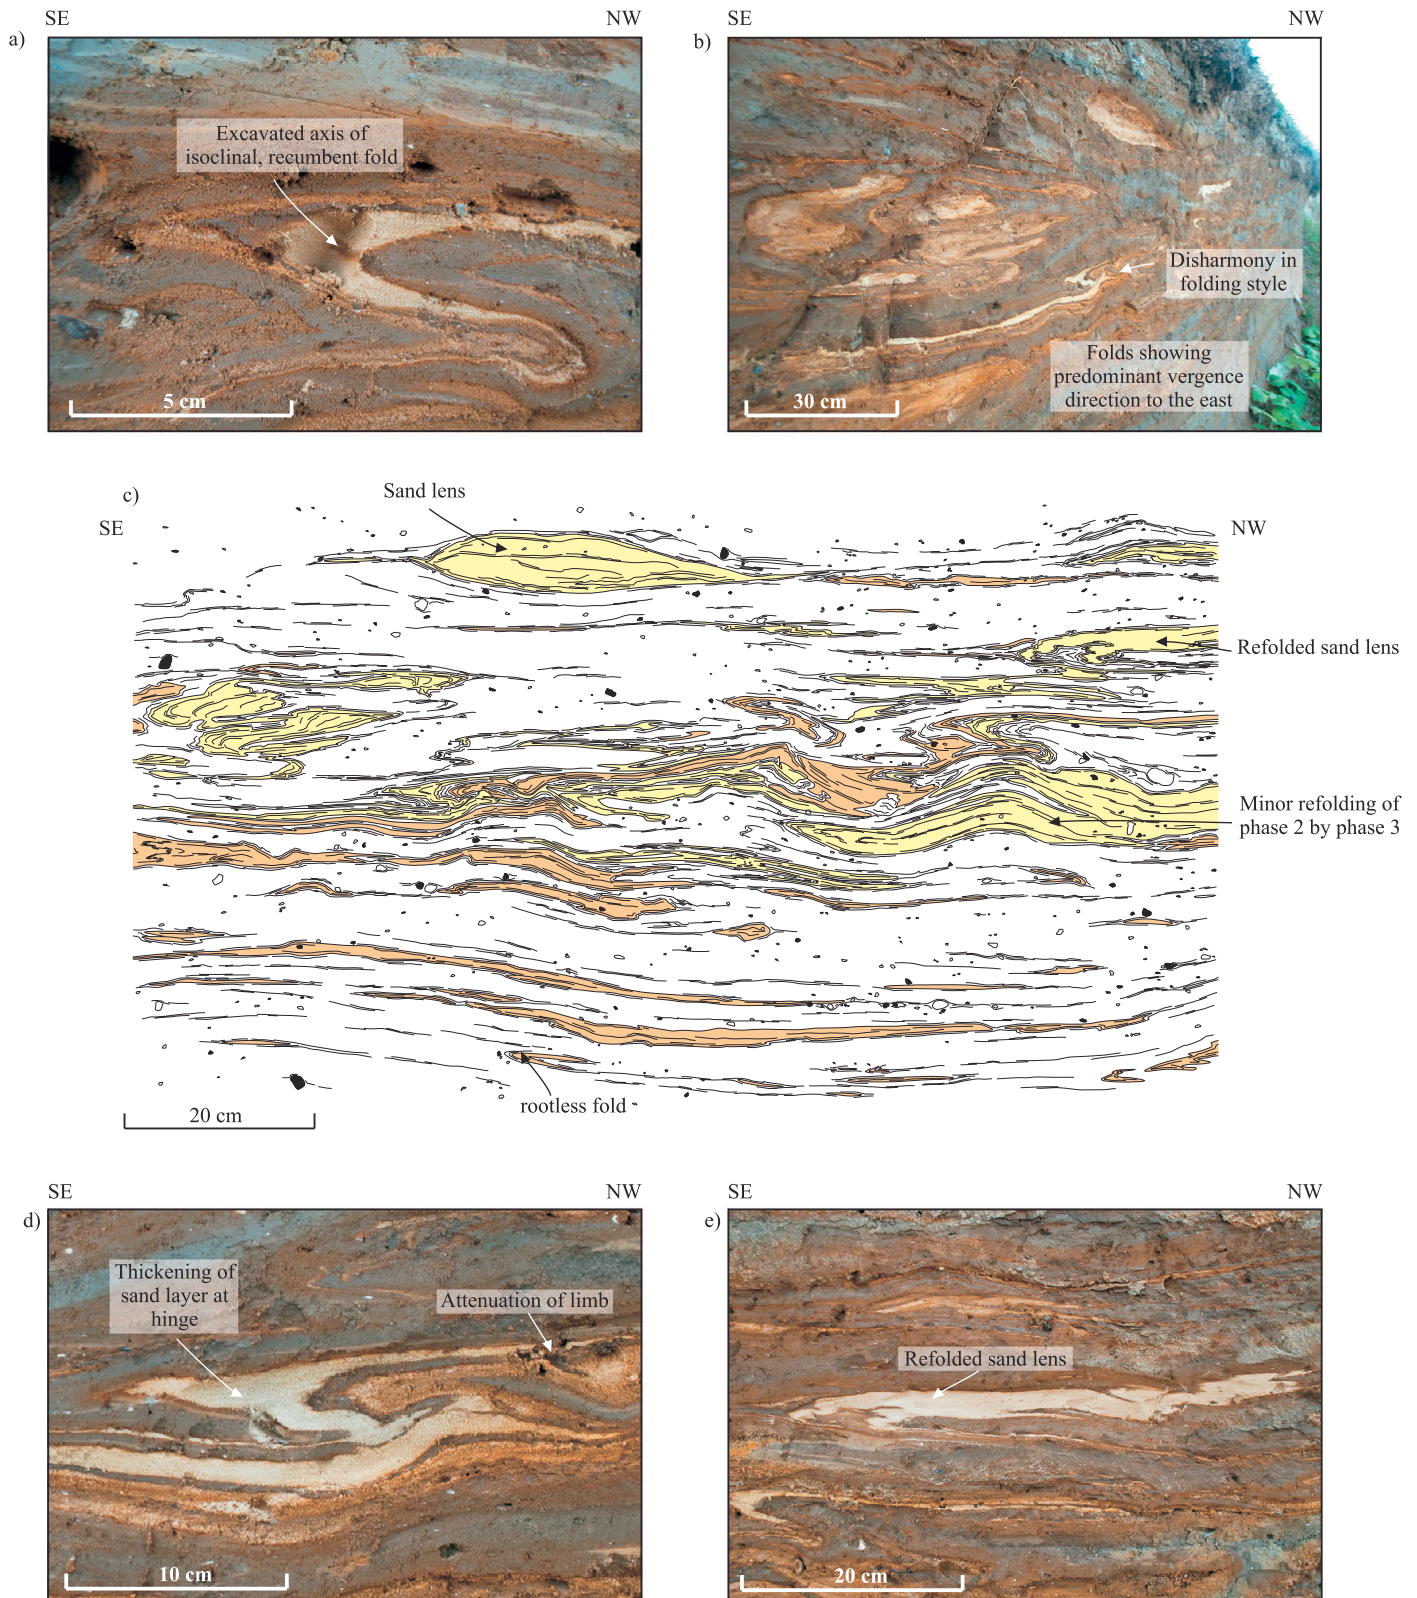 SE
NW
a)
Excavated axis of
isoclinal, recumbent fold
5 cm
SE
NW
b)
Disharmony in
folding style
Folds showing
predominant vergence
direction to the east
30 cm
c)
SE
NW
Sand lens
Refolded sand lens
Minor refolding of
phase 2 by phase 3
rootless fold
20 cm
SE
NW
d)
Thickening of
sand layer at
hinge
Attenuation of limb
10 cm
SE
NW
e)
Refolded sand lens
20 cm